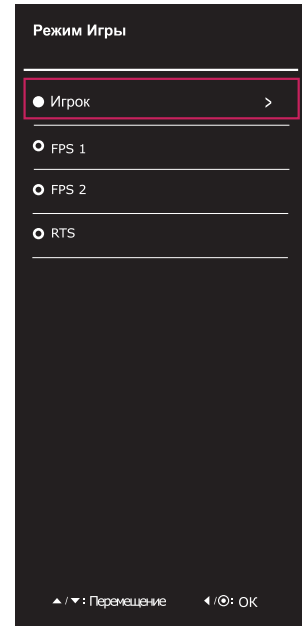 Режим Игры
Игрок >
FPS 1
FPS 2
RTS
▲/▼: Перемещение ◀/◉: OK